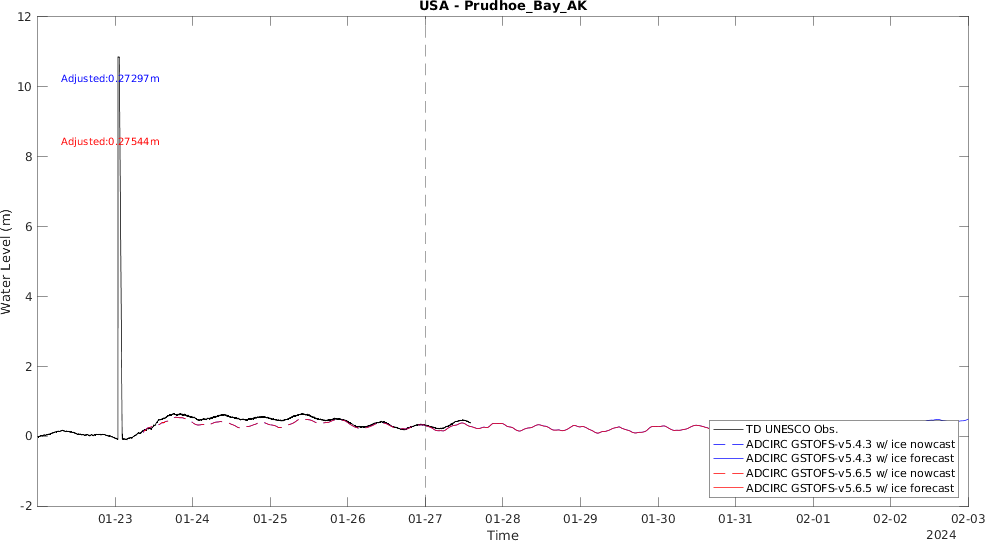 USA - Prudhoe_Bay_AK
12
10
8
6
4
2
0
-2
Water Level (m)
Adjusted:0.27297m
Adjusted:0.27544m
TD UNESCO Obs.
ADCIRC GSTOFS-v5.4.3 w/ ice nowcast
ADCIRC GSTOFS-v5.4.3 w/ ice forecast
ADCIRC GSTOFS-v5.6.5 w/ ice nowcast
ADCIRC GSTOFS-v5.6.5 w/ ice forecast
01-23 01-24 01-25 01-26 01-27 01-28 01-29 01-30 01-31 02-01 02-02 02-03
Time
2024